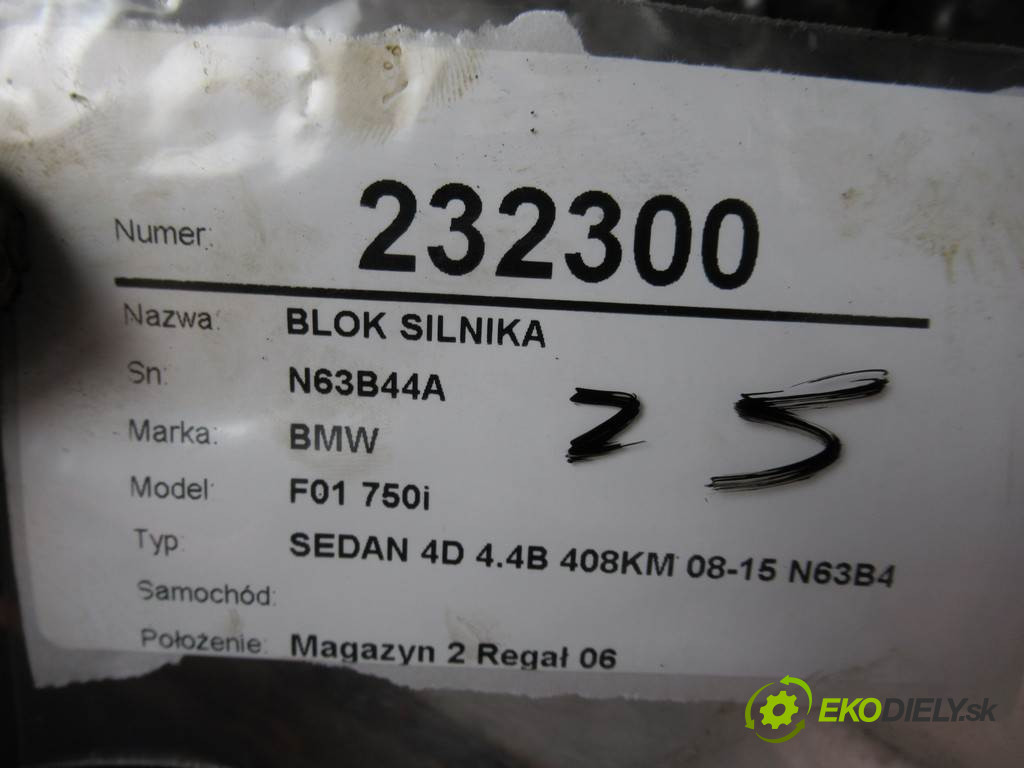 Numer: 232300
Nazwa: BLOK SILNIKA
Sn: N63B44A
25
Marka: BMW
Model: F01 750i
Typ: SEDAN 4D 4.4B 408KM 08-15 N63B4
Samochód:
Położenie: Magazyn 2 Regał 06
EKODIELY.sk